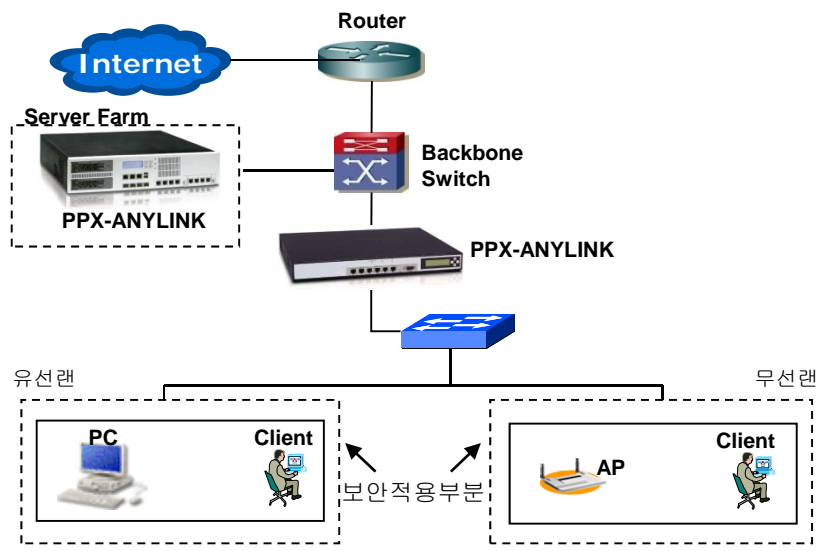 Router
Internet
Server Farm
Backbone
Switch
PPX-ANYLINK
PPX-ANYLINK
유선랜
무선랜
PC
Client
Client
AP
보안적용부분